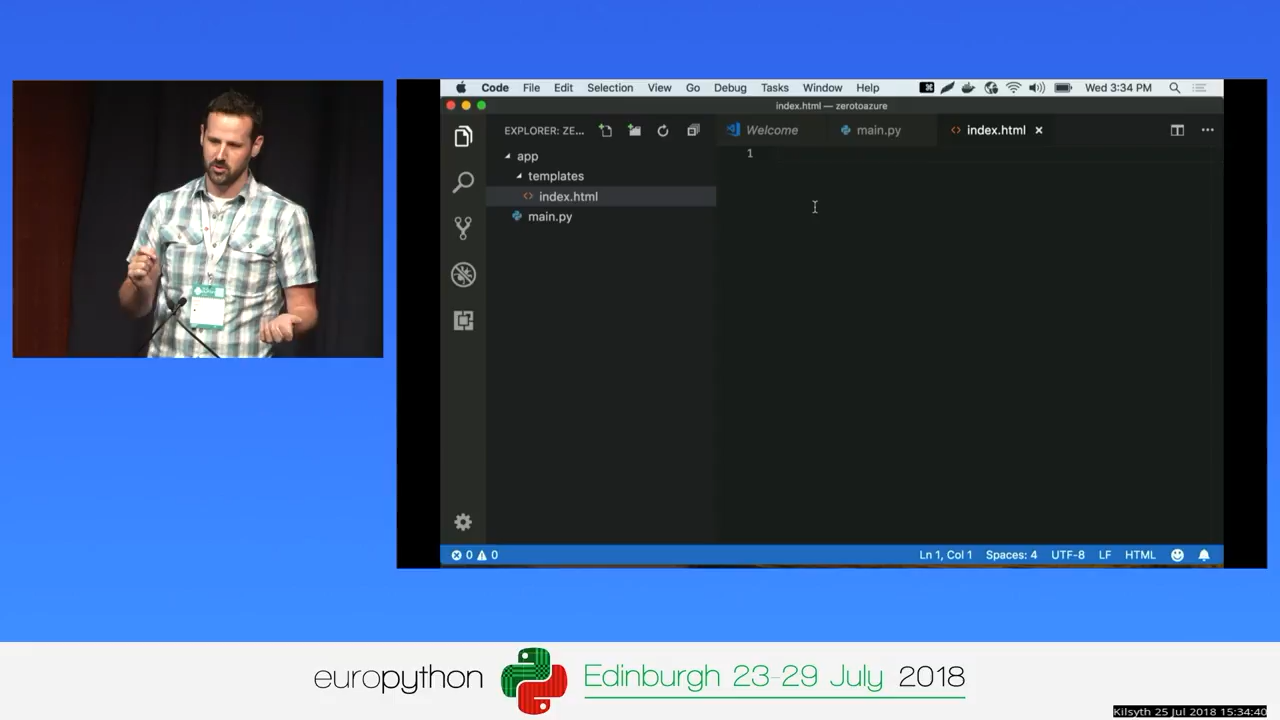 Code File Edit Selection View Go Debug Tasks Window Help Wed 3:34 PM
index.html — zerotoazure
EXPLORER: ZE...
Welcome
main.py
index.html
app
templates
index.html
main.py
1
0 0
Ln 1, Col 1 Spaces: 4 UTF-8 LF HTML
europython Edinburgh 23-29 July 2018
Kilsyth 25 Jul 2018 15:34:40